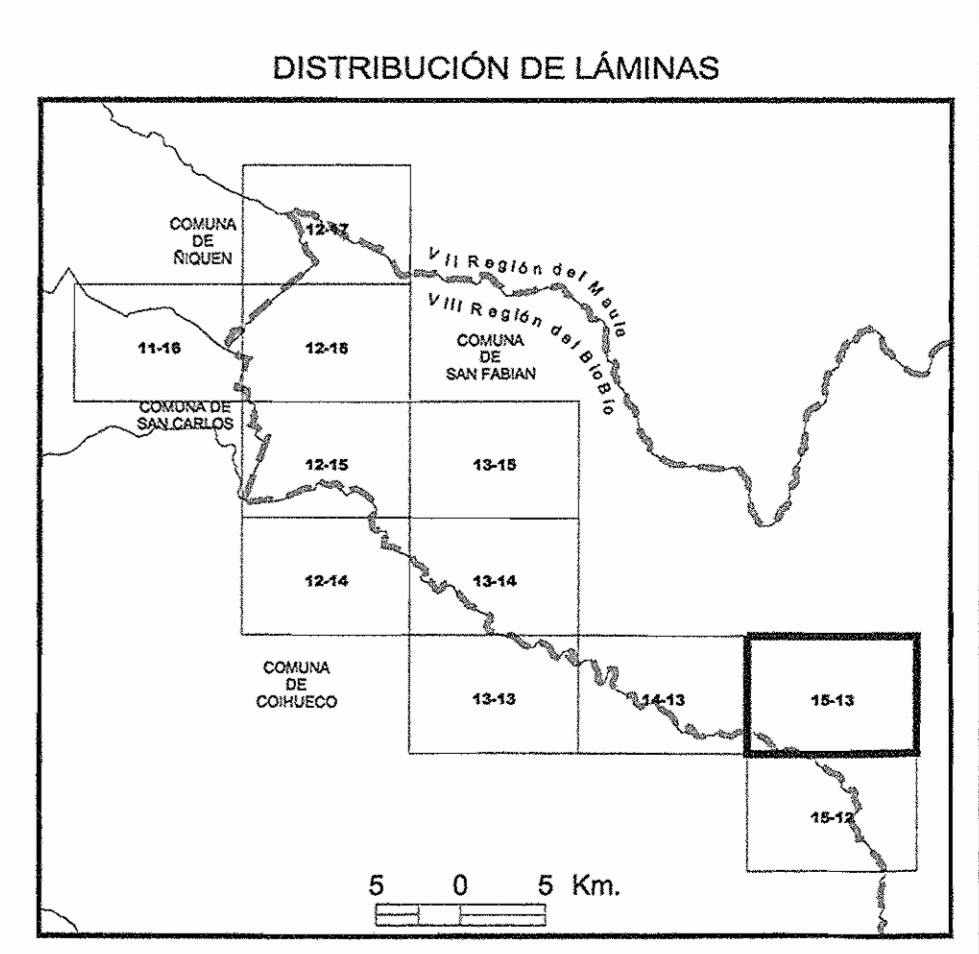 DISTRIBUCIÓN DE LÁMINAS
COMUNA
DE
ÑIQUEN
12-17
VII Región del Maule
VIII Región del BíoBío
11-16
12-16
COMUNA
DE
SAN FABIAN
COMUNA DE
SAN CARLOS
12-15
13-15
12-14
13-14
COMUNA
DE
COIHUECO
13-13
14-13
15-13
15-12
5 0 5 Km.